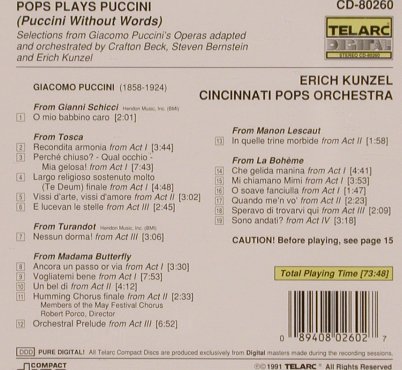 POPS PLAYS PUCCINI
(Puccini Without Words)
Selections from Giacomo Puccini's Operas adapted
and orchestrated by Crafton Beck, Steven Bernstein
and Erich Kunzel
CD-80260
TELARC
DIGITAL
STEREO CD-80260
ERICH KUNZEL
CINCINNATI POPS ORCHESTRA
GIACOMO PUCCINI (1858-1924)
From Gianni Schicci Hendon Music, Inc. (BMI)
1 O mio babbino caro [2:01]
From Tosca
2 Recondita armonia from Act I [3:44]
3 Perché chiuso? - Qual occhio -
Mia gelosa! from Act I [7:43]
4 Largo religioso sostenuto molto
(Te Deum) finale from Act I [4:48]
5 Vissi d'arte, vissi d'amore from Act II [3:02]
6 E lucevan le stelle from Act III [2:45]
From Turandot Hendon Music, Inc. (BMI)
7 Nessun dorma! from Act III [3:06]
From Madama Butterfly
8 Ancora un passo or via from Act I [3:30]
9 Vogliatemi bene from Act I [7:53]
10 Un bel di from Act II [4:12]
11 Humming Chorus finale from Act II [2:33]
Members of the May Festival Chorus
Robert Porco, Director
12 Orchestral Prelude from Act III [6:52]
From Manon Lescaut
13 In quelle trine morbide from Act II [1:58]
From La Bohème
14 Che gelida manina from Act I [4:41]
15 Mi chiamano Mimi from Act I [3:53]
16 O soave fanciulla from Act I [1:47]
17 Quando me'n vo' from Act II [2:23]
18 Speravo di trovarvi qui from Act III [2:09]
19 Sono andati? from Act IV [3:18]
CAUTION! Before playing, see page 15
Total Playing Time [73:48]
0 89408 02602 7
DDD PURE DIGITAL! All Telarc Compact Discs are produced exclusively from Digital masters made during the recording sessions.
COMPACT
©1991 TELARC® All Rights Reserved